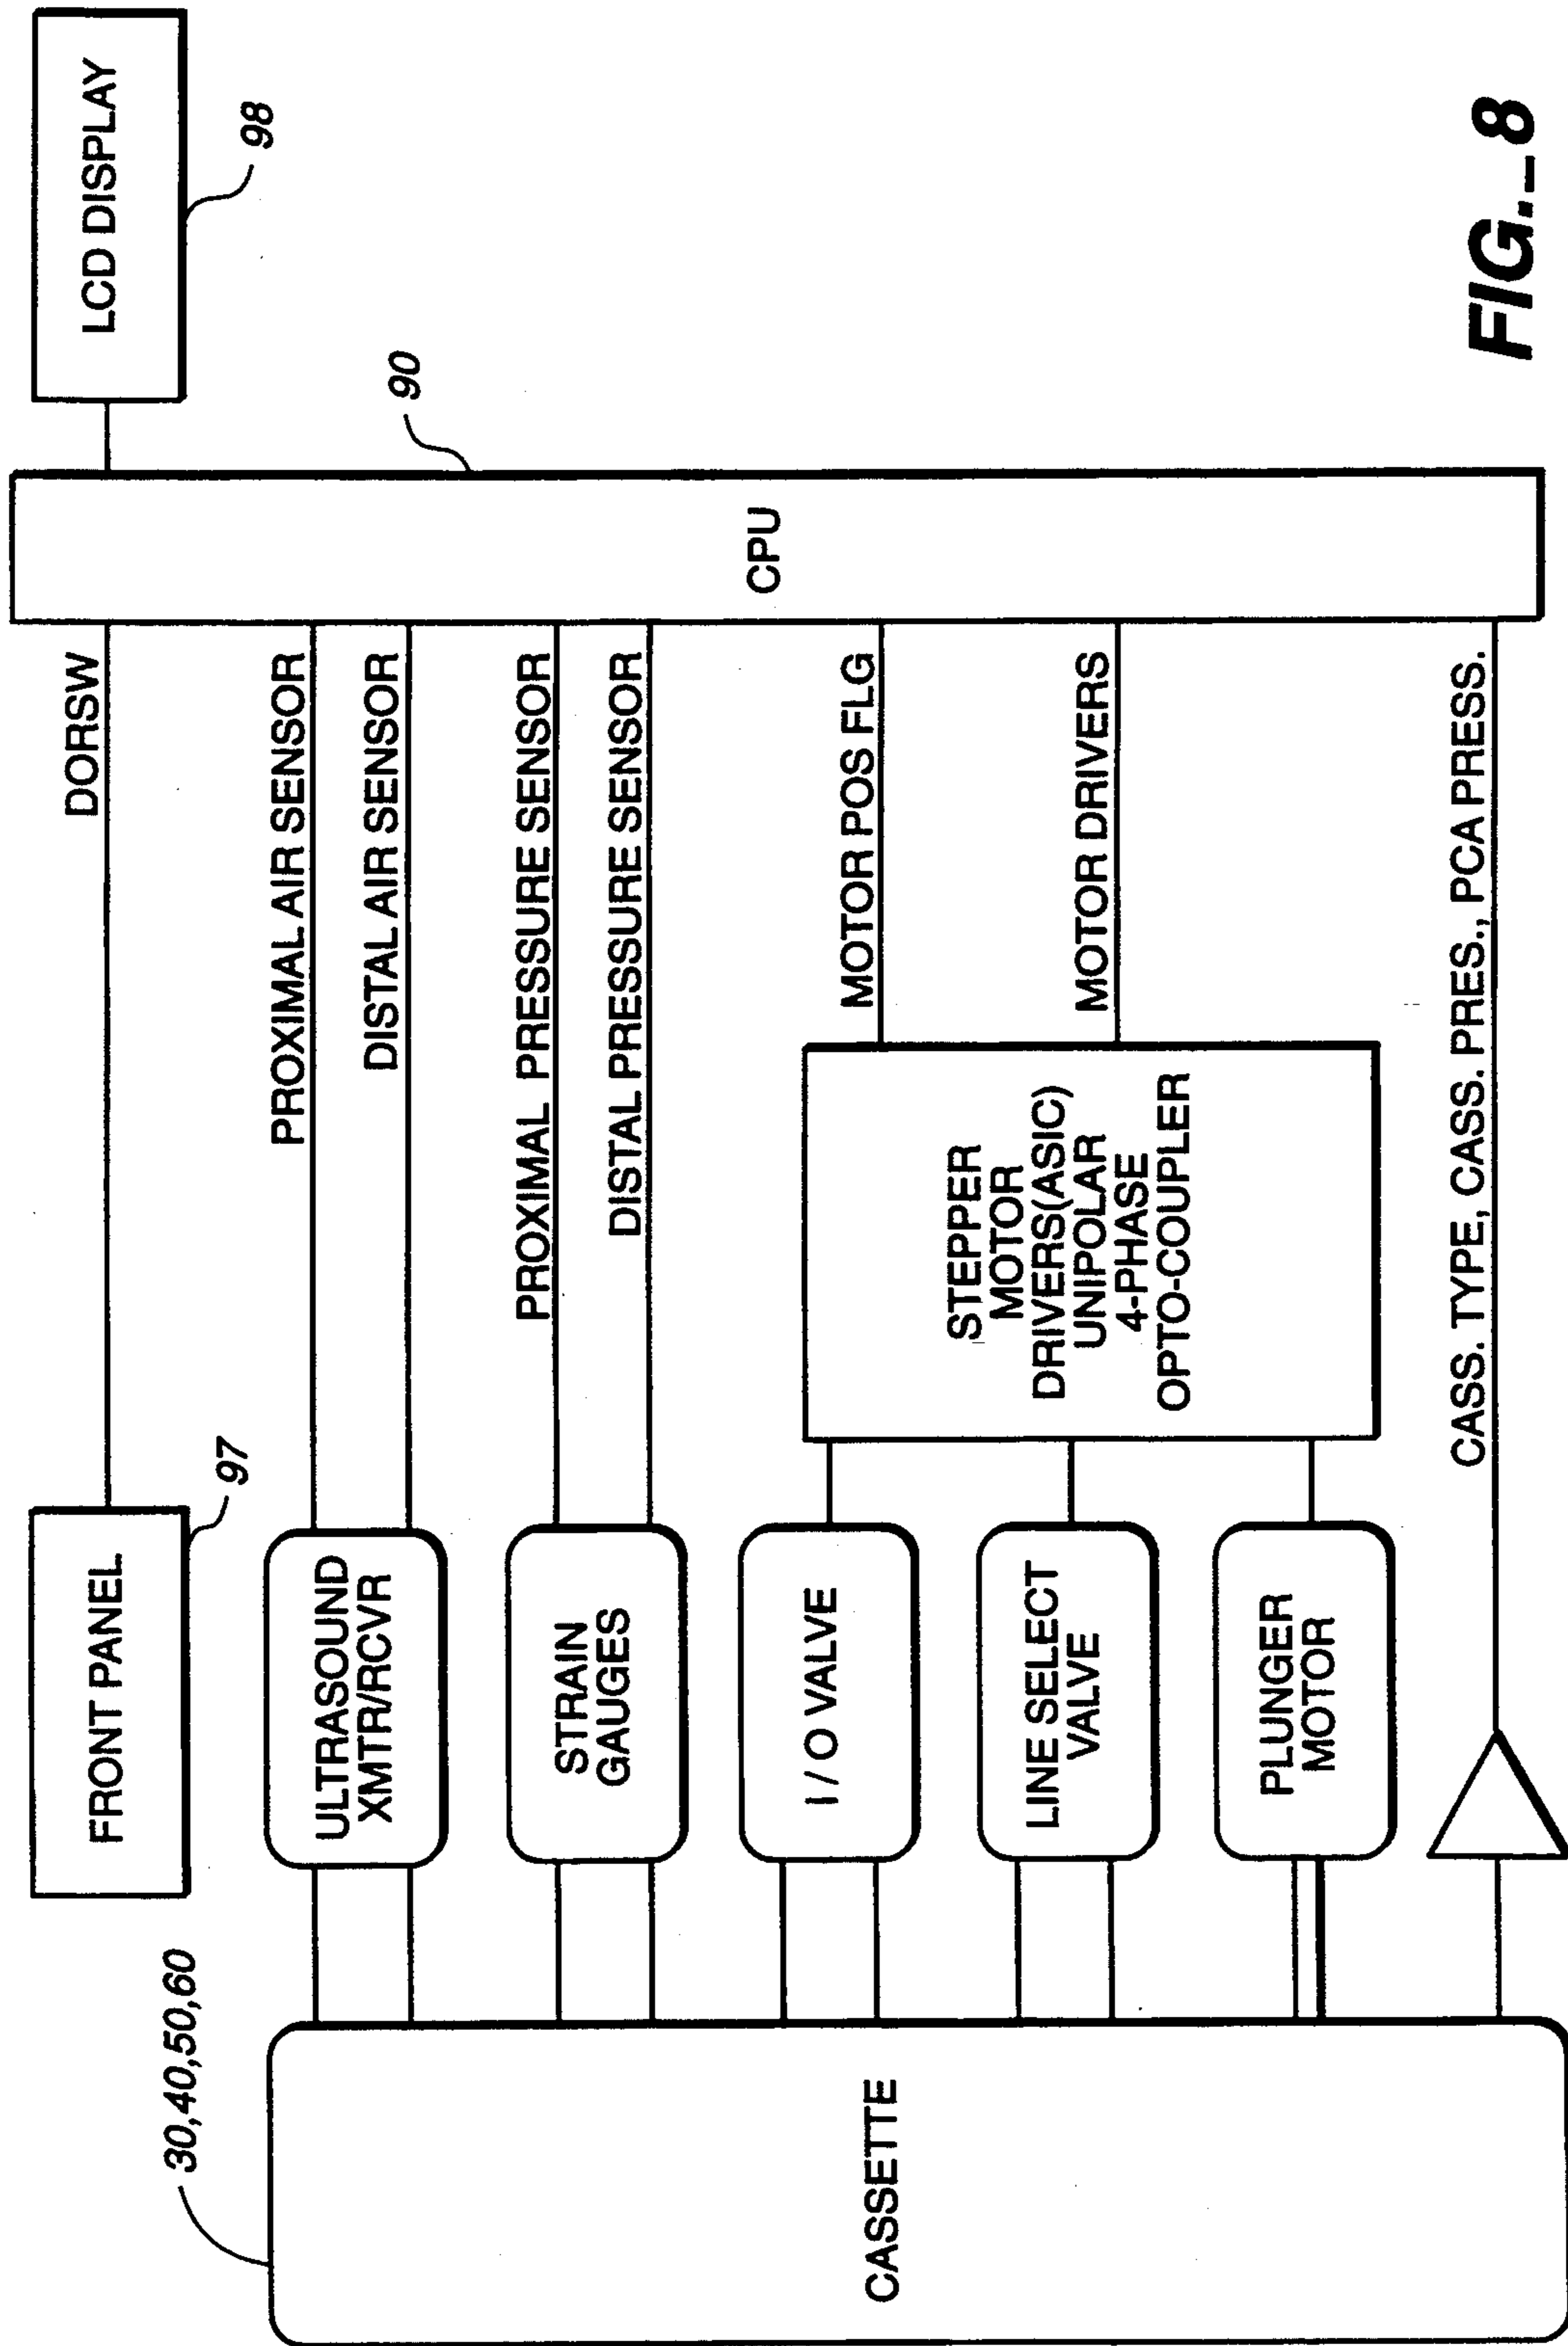 FRONT PANEL
97
DORSW
LCD DISPLAY
98
30,40,50,60
CASSETTE
ULTRASOUND
XMTR/RCVR
PROXIMAL AIR SENSOR
DISTAL AIR SENSOR
STRAIN
GAUGES
PROXIMAL PRESSURE SENSOR
DISTAL PRESSURE SENSOR
I / O VALVE
LINE SELECT
VALVE
PLUNGER
MOTOR
STEPPER
MOTOR
DRIVERS(ASIC)
UNIPOLAR
4-PHASE
OPTO-COUPLER
MOTOR POS FLG
MOTOR DRIVERS
CASS. TYPE, CASS. PRES., PCA PRESS.
CPU
90
FIG._8